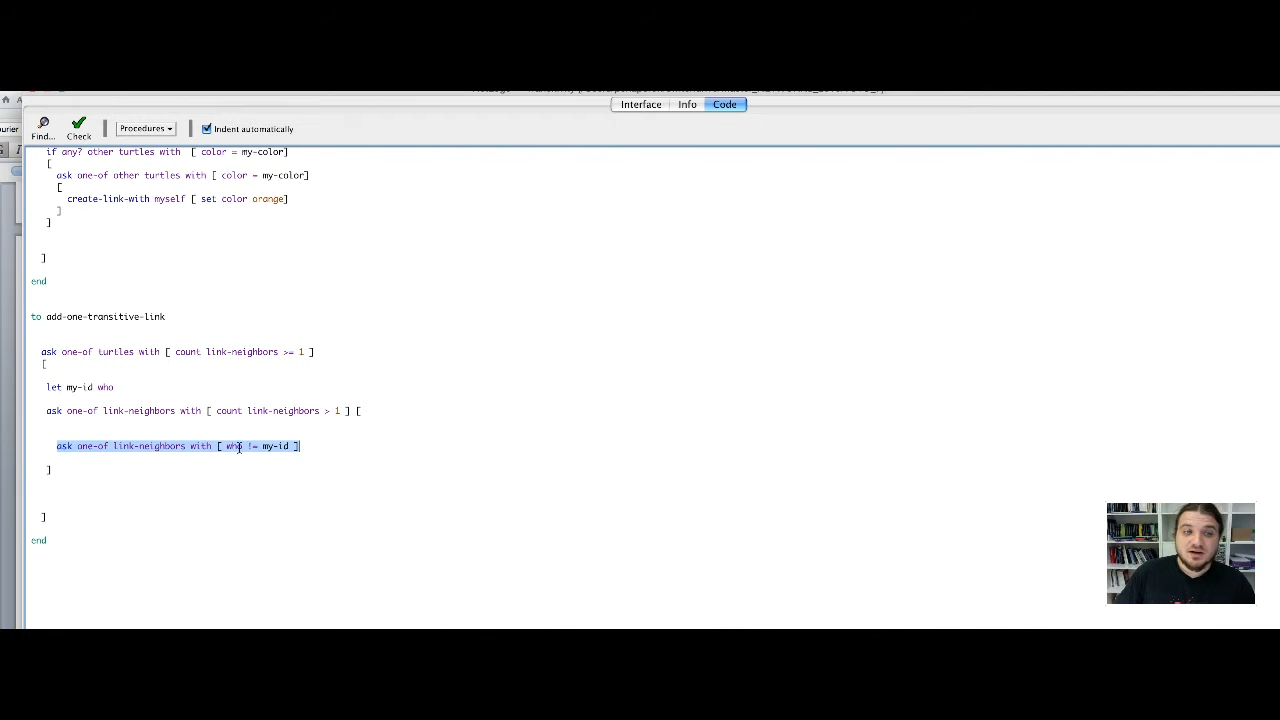 Interface Info Code
Find... Check Procedures Indent automatically
if any? other turtles with [ color = my-color]
[
ask one-of other turtles with [ color = my-color]
[
create-link-with myself [ set color orange]
]
]
]
end
to add-one-transitive-link
ask one-of turtles with [ count link-neighbors >= 1 ]
[
let my-id who
ask one-of link-neighbors with [ count link-neighbors > 1 ] [
ask one-of link-neighbors with [ who != my-id ]
]
]
end